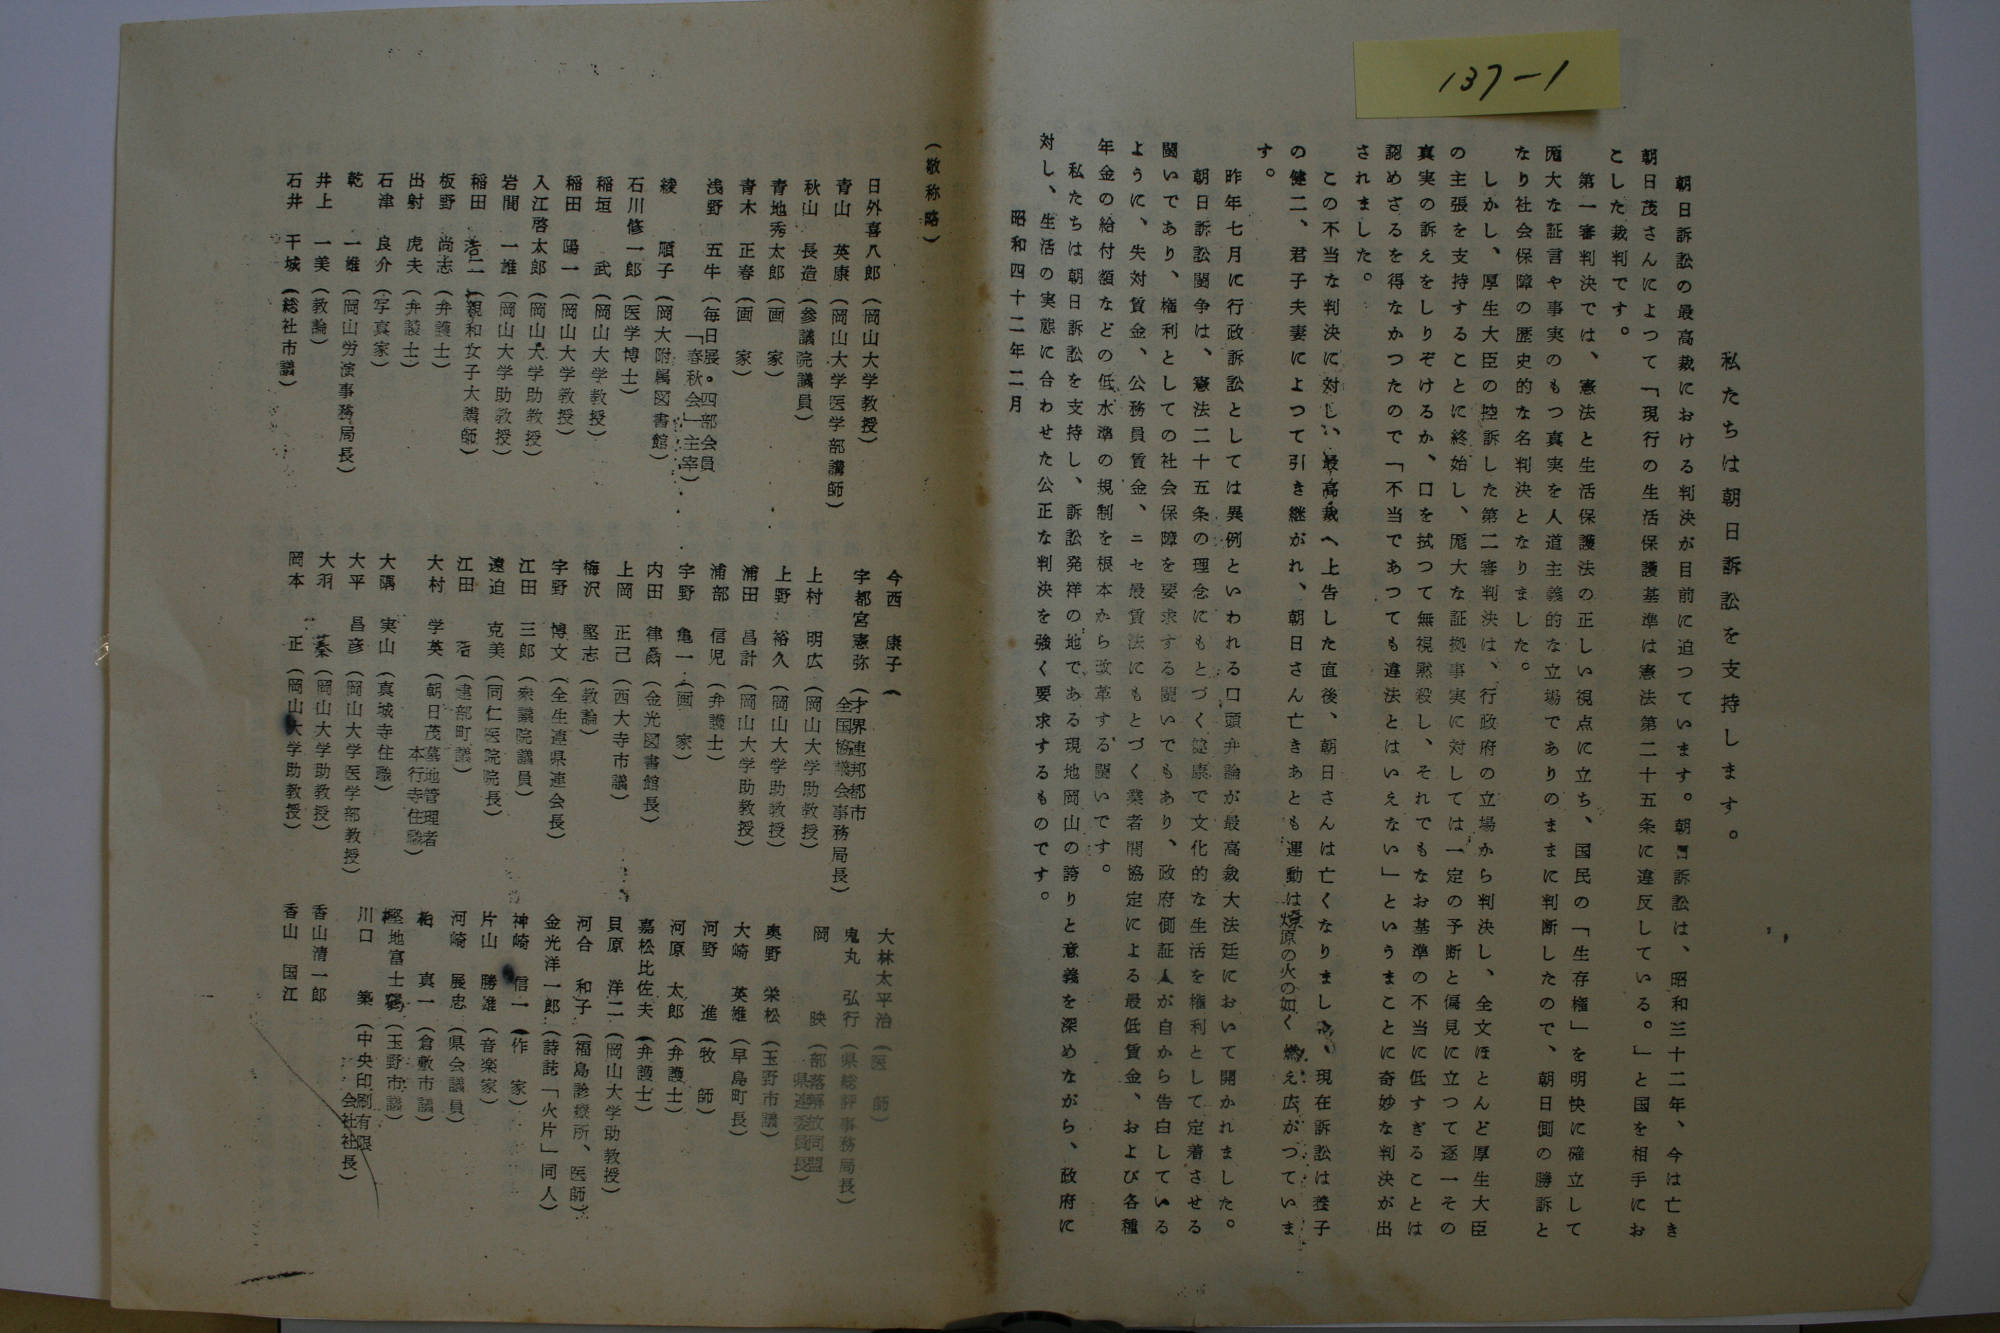 137-1
私たちは朝日訴訟を支持します。
朝日訴訟の最高裁における判決が目前に迫つています。朝日訴訟は、昭和三十二年、今は亡き
朝日茂さんによつて「現行の生活保護基準は憲法第二十五条に違反している。」と国を相手にお
こした裁判です。
第一審判決では、憲法と生活保護法の正しい視点に立ち、国民の「生存権」を明快に確立して
厖大な証言や事実のもつ真実を人道主義的な立場でありのままに判断したので、朝日側の勝訴と
なり社会保障の歴史的な名判決となりました。
しかし、厚生大臣の控訴した第二審判決は、行政府の立場から判決し、全文ほとんど厚生大臣
の主張を支持することに終始し、厖大な証拠事実に対しては一定の予断と偏見に立つて逐一その
真実の訴えをしりぞけるか、口を拭つて無視黙殺し、それでもなお基準の不当に低すぎることは
認めざるを得なかつたので「不当であつても違法とはいえない」というまことに奇妙な判決が出
されました。
この不当な判決に対し、最高裁へ上告した直後、朝日さんは亡くなりまし、現在訴訟は養子
の健二、君子夫妻によつて引き継がれ、朝日さん亡きあとも運動は燎原の火の如く燃え広がつていま
す。
昨年七月に行政訴訟としては異例といわれる口頭弁論が最高裁大法廷において開かれました。
朝日訴訟闘争は、憲法二十五条の理念にもとづく健康で文化的な生活を権利として定着させる
闘いであり、権利としての社会保障を要求する闘いでもあり、政府側証人が自から告白している
ように、失対賃金、公務員賃金、ニセ最賃法にもとづく業者間協定による最低賃金、および各種
年金の給付額などの低水準の規制を根本から改革する闘いです。
私たちは朝日訴訟を支持し、訴訟発祥の地である現地岡山の誇りと意義を深めながら、政府に
対し、生活の実態に合わせた公正な判決を強く要求するものです。
昭和四十二年二月
(敬称略)
日外喜八郎(岡山大学教授)
青山 英康(岡山大学医学部講師)
秋山 長造(参議院議員)
青地秀太郎(画 家)
青木 正春(画 家)
浅野 五牛(毎日展。四部会員
「春秋会」主宰)
綾 順子(岡大附属図書館)
石川修一郎(医学博士)
稲垣 武(岡山大学教授)
稲田 陽一(岡山大学教授)
入江啓太郎(岡山大学助教授)
岩間 一雄(岡山大学助教授)
稲田 浩二(親和女子大講師)
板野 尚志(弁護士)
出射 虎夫(弁護士)
石津 良介(写真家)
乾 一雄(岡山労演事務局長)
井上 一美(教諭)
石井 千城(総社市議)
今西 康子(
宇都宮憲弥(才界連邦都市
全国協議会事務局長)
上村 明広(岡山大学助教授)
上野 裕久(岡山大学助教授)
浦田 昌計(岡山大学助教授)
浦部 信児(弁護士)
宇野 亀一(画 家)
内田 律(金光図書館長)
上岡 正己(西大寺市議)
梅沢 堅志(教諭)
宇野 博文(全生連県連会長)
江田 三郎(衆議院議員)
遠迫 克美(同仁医院院長)
江田 浩(建部町議)
大村 学英(朝日茂墓地管理者
本行寺住職)
大隅 実山(真城寺住職)
大平 昌彦(岡山大学医学部教授)
大羽 蓁(岡山大学助教授)
岡本 正(岡山大学助教授)
大林太平治(医 師)
鬼丸 弘行(県総評事務局長)
岡 映(部落解放同盟
県連委員長)
奥野 栄松(玉野市議)
大崎 英雄(早島町長)
河野 進(牧 師)
河原 太郎(弁護士)
嘉松比佐夫(弁護士)
貝原 洋二(岡山大学助教授)
河合 和子(福島診療所、医師)
金光洋一郎(詩誌「火片」同人)
神崎 信一(作 家)
片山 勝雄(音楽家)
河崎 展忠(県会議員)
柚 真一(倉敷市議)
堅地富士(玉野市議)
川口 築(中央印刷有限
会社社長)
香山清一郎
香山 国江